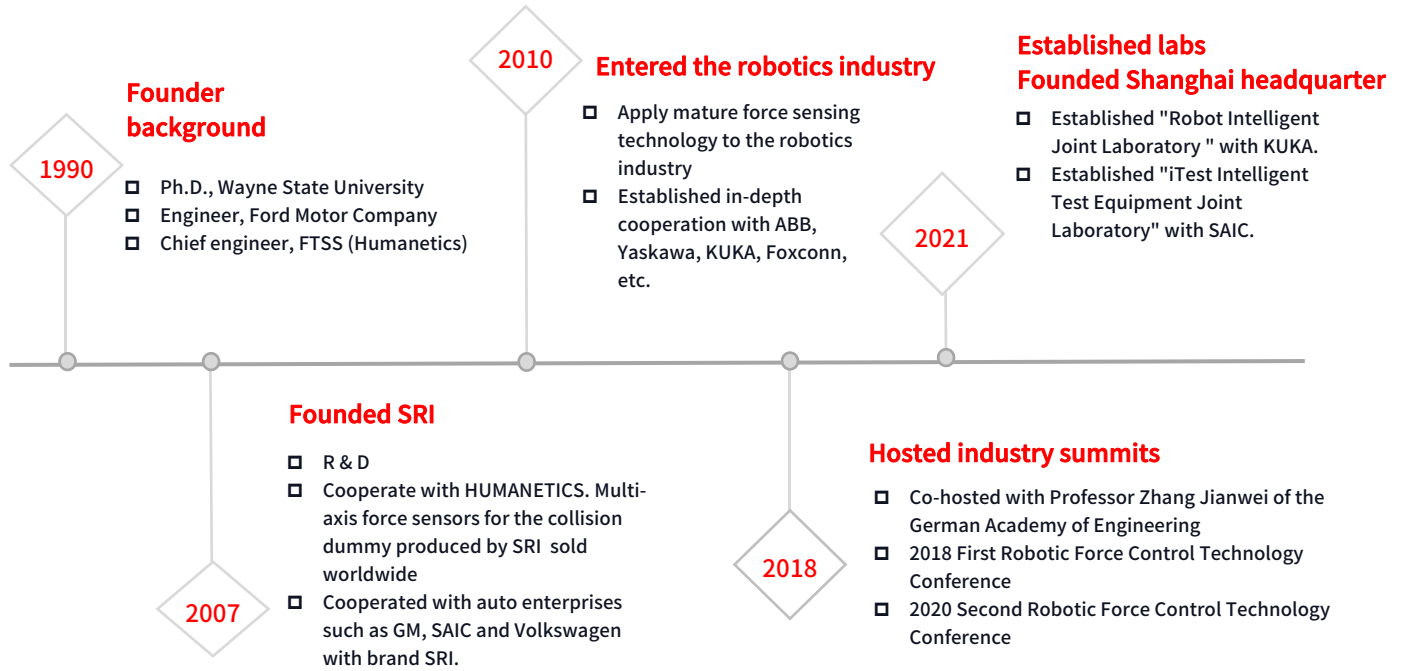 1990
Founder
background
Ph.D., Wayne State University
Engineer, Ford Motor Company
Chief engineer, FTSS (Humanetics)
2007
Founded SRI
R & D
Cooperate with HUMANETICS. Multi-
axis force sensors for the collision
dummy produced by SRI  sold
worldwide
Cooperated with auto enterprises
such as GM, SAIC and Volkswagen
with brand SRI.
2010
Entered the robotics industry
Apply mature force sensing
technology to the robotics
industry
Established in-depth
cooperation with ABB,
Yaskawa, KUKA, Foxconn,
etc.
2018
Hosted industry summits
Co-hosted with Professor Zhang Jianwei of the
German Academy of Engineering
2018 First Robotic Force Control Technology
Conference
2020 Second Robotic Force Control Technology
Conference
2021
Established labs
Founded Shanghai headquarter
Established "Robot Intelligent
Joint Laboratory " with KUKA.
Established "iTest Intelligent
Test Equipment Joint
Laboratory" with SAIC.